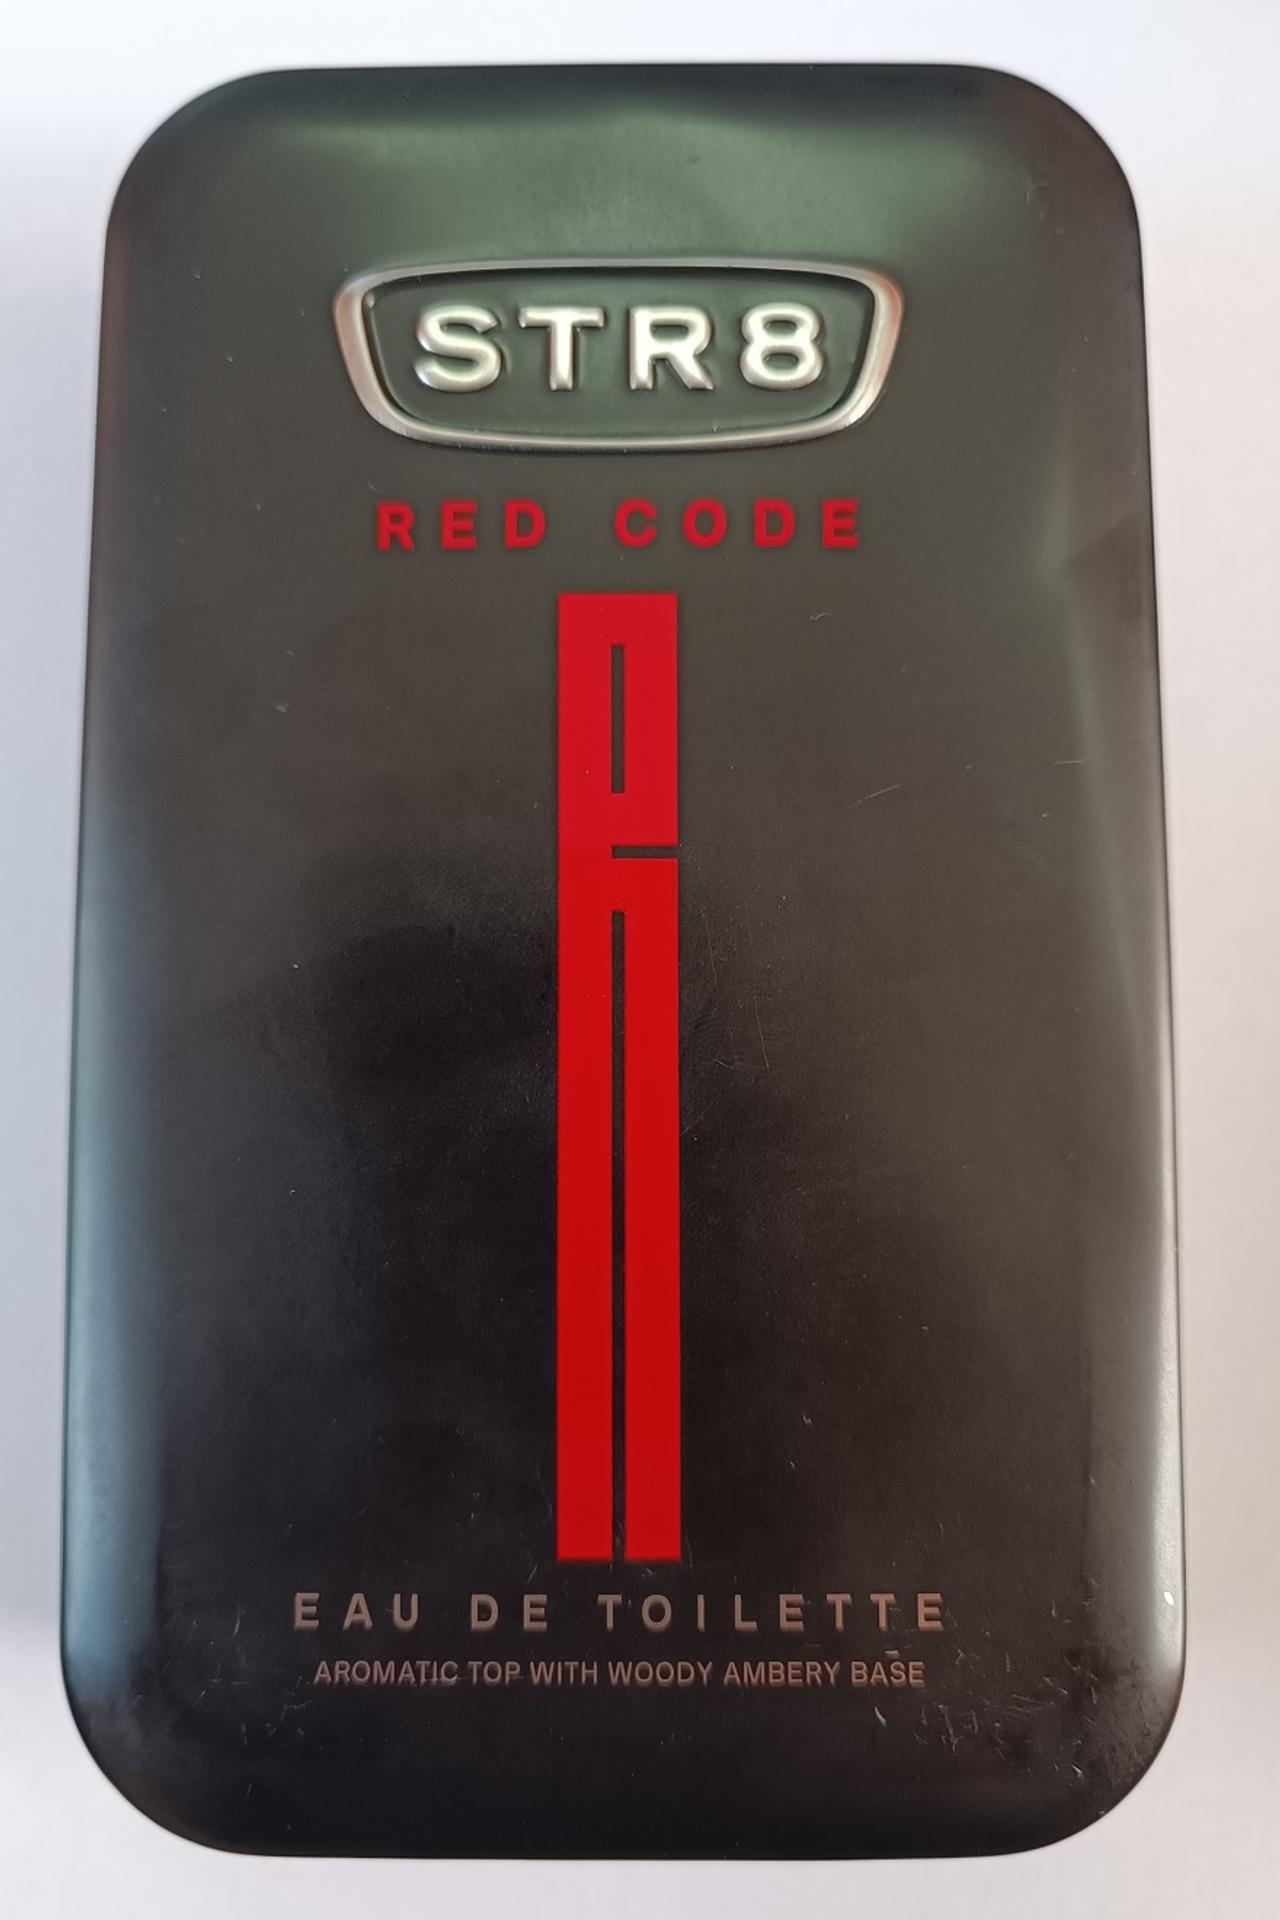 STR8
RED CODE
R
EAU DE TOILETTE
AROMATIC TOP WITH WOODY AMBERY BASE